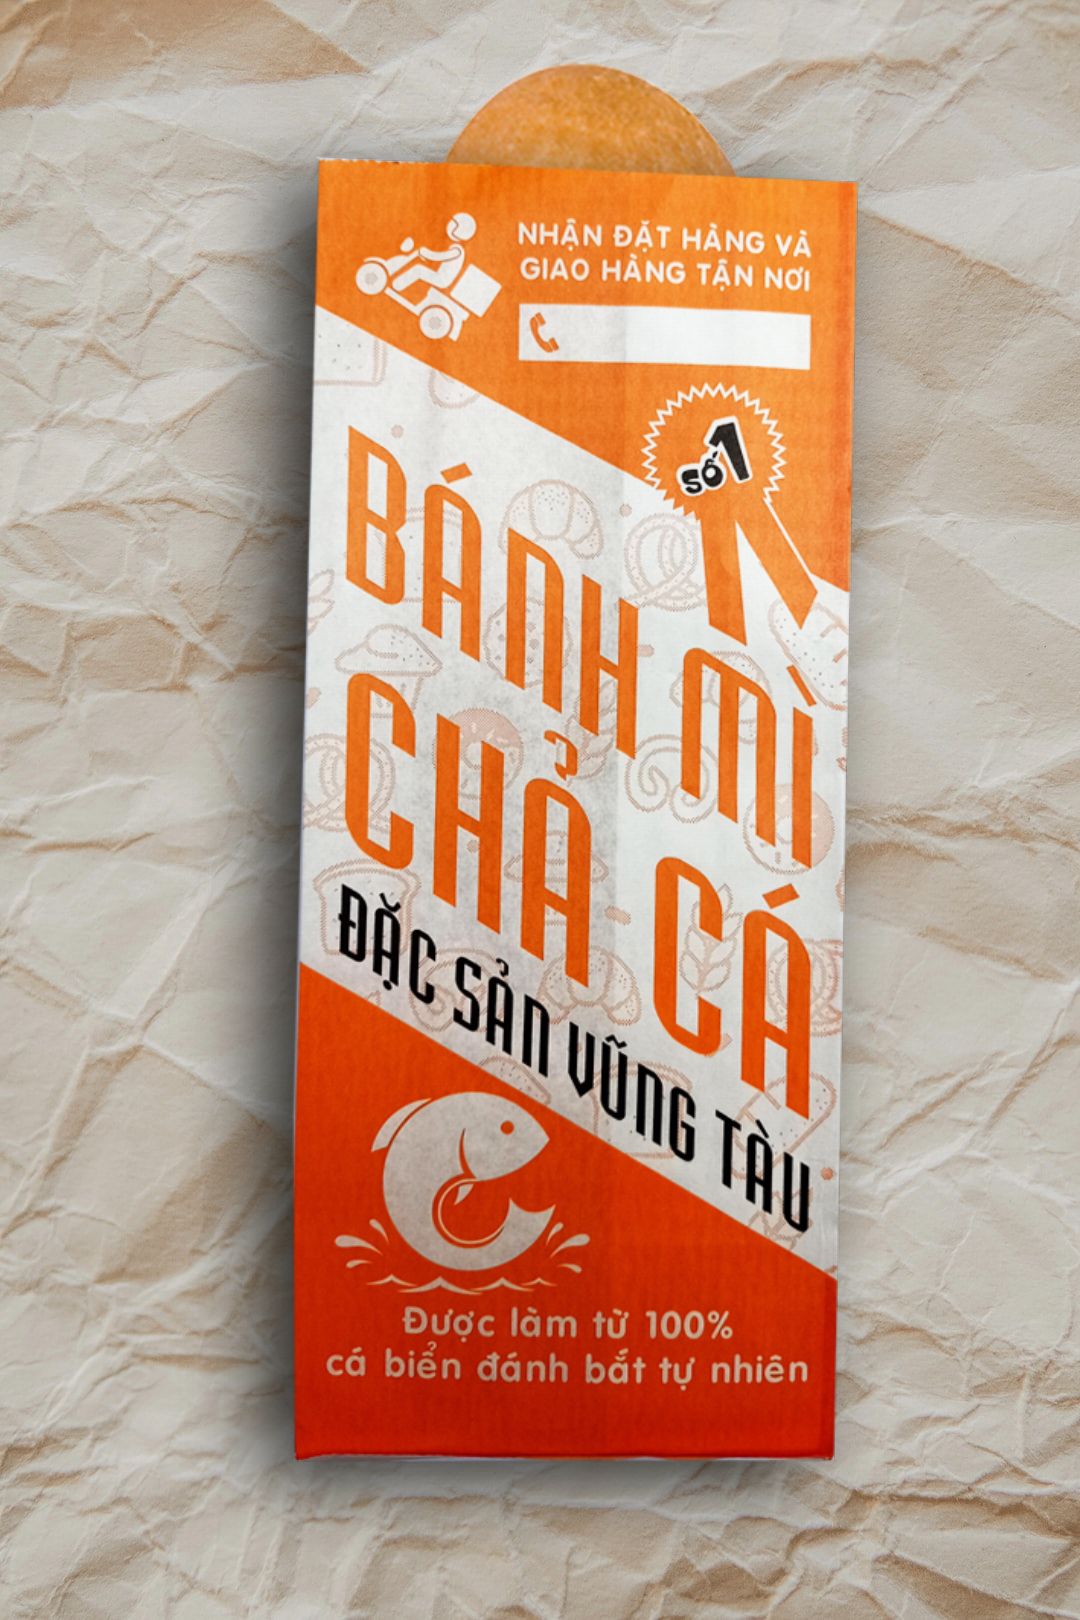 NHẬN ĐẶT HÀNG VÀ
GIAO HÀNG TẬN NƠI
SỐ 1
BÁNH MÌ
CHẢ CÁ
ĐẶC SẢN VŨNG TÀU
Được làm từ 100%
cá biển đánh bắt tự nhiên